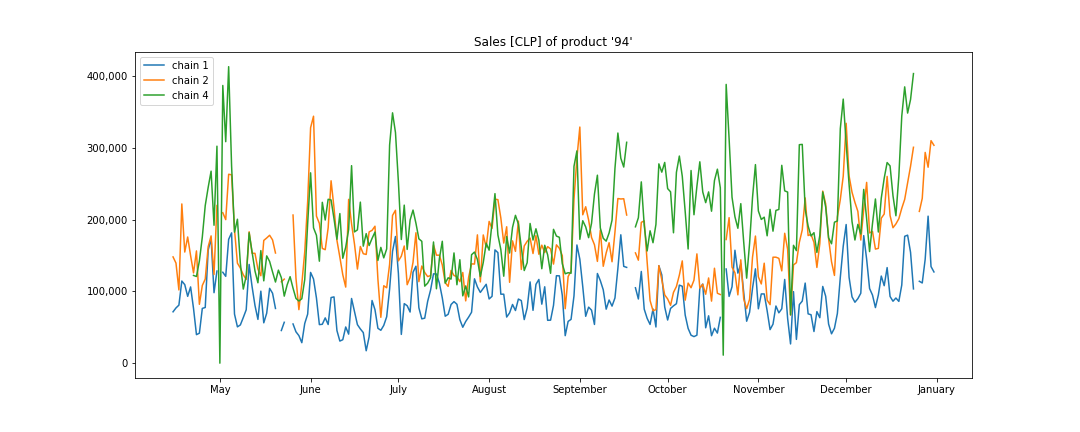 Sales [CLP] of product '94'
chain 1
chain 2
chain 4
400,000
300,000
200,000
100,000
0
May June July August September October November December January